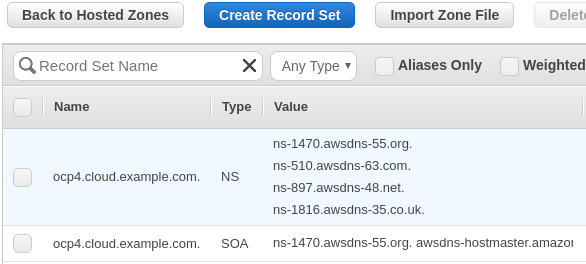 Back to Hosted Zones Create Record Set Import Zone File Delete
Record Set Name Any Type Aliases Only Weighted
Name Type Value
ns-1470.awsdns-55.org.
ns-510.awsdns-63.com.
ocp4.cloud.example.com. NS
ns-897.awsdns-48.net.
ns-1816.awsdns-35.co.uk.
ocp4.cloud.example.com. SOA ns-1470.awsdns-55.org. awsdns-hostmaster.amazon